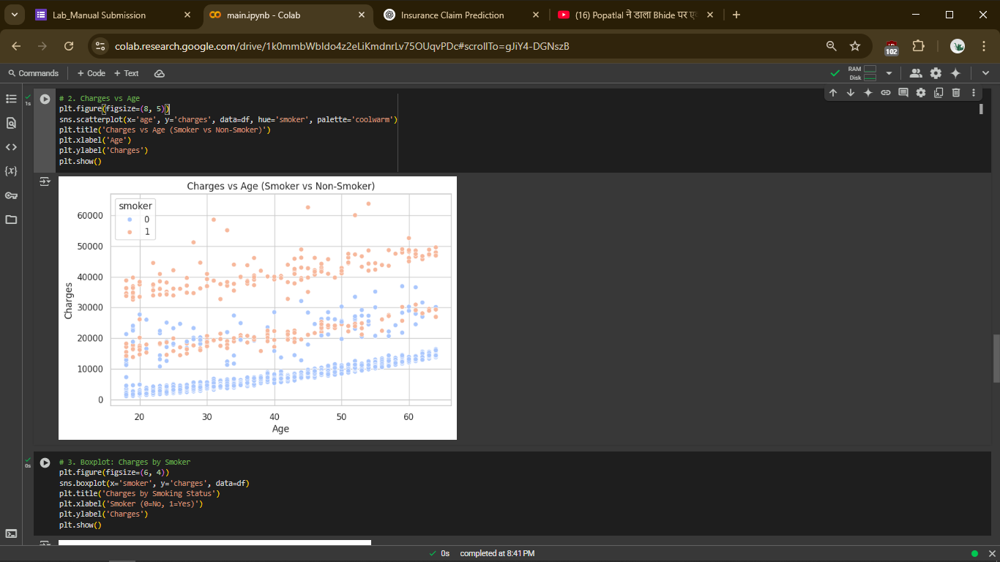 Lab_Manual Submission
main.ipynb - Colab
Insurance Claim Prediction
(16) Popatlal ने डाला Bhide पर
colab.research.google.com/drive/1k0mmbWbIdo4z2eLiKmdnrLv75OUqvPDc#scrollTo=gJiY4-DGNszB
102
Commands
+ Code + Text
RAM
Disk
1s
# 2. Charges vs Age
plt.figure(figsize=(8, 5))
sns.scatterplot(x='age', y='charges', data=df, hue='smoker', palette='coolwarm')
plt.title('Charges vs Age (Smoker vs Non-Smoker)')
plt.xlabel('Age')
plt.ylabel('Charges')
plt.show()
Charges vs Age (Smoker vs Non-Smoker)
smoker
0
1
60000
50000
40000
30000
20000
10000
0
Charges
20 30 40 50 60
Age
0s
# 3. Boxplot: Charges by Smoker
plt.figure(figsize=(6, 4))
sns.boxplot(x='smoker', y='charges', data=df)
plt.title('Charges by Smoking Status')
plt.xlabel('Smoker (0=No, 1=Yes)')
plt.ylabel('Charges')
plt.show()
0s completed at 8:41 PM